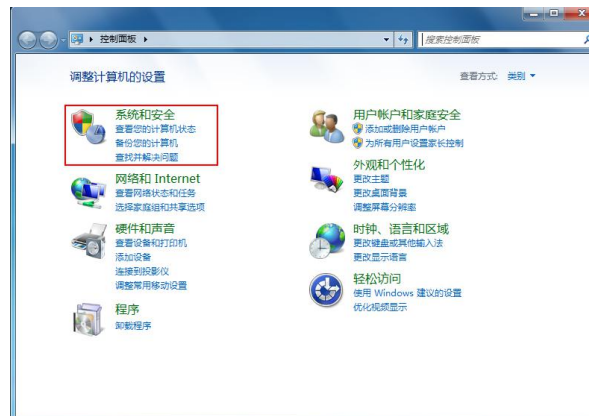 控制面板
搜索控制面板
调整计算机的设置
查看方式: 类别
系统和安全
查看您的计算机状态
备份您的计算机
查找并解决问题
网络和 Internet
查看网络状态和任务
选择家庭组和共享选项
硬件和声音
查看设备和打印机
添加设备
连接到投影仪
调整常用移动设置
程序
卸载程序
用户帐户和家庭安全
添加或删除用户帐户
为所有用户设置家长控制
外观和个性化
更改主题
更改桌面背景
调整屏幕分辨率
时钟、语言和区域
更改键盘或其他输入法
更改显示语言
轻松访问
使用 Windows 建议的设置
优化视频显示